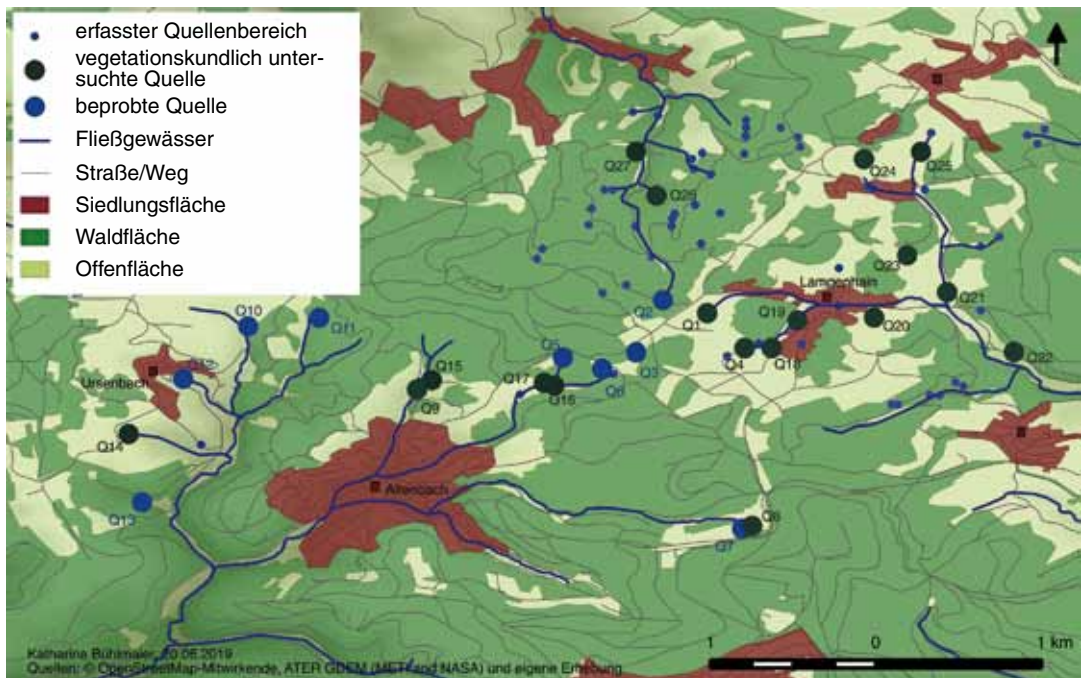 erfasster Quellenbereich
vegetationskundlich unter-
suchte Quelle
beprobte Quelle
Fließgewässer
Straße/Weg
Siedlungsfläche
Waldfläche
Offenfläche
Q27
Q26
Q24
Q25
Q23
Lampenhain
Q21
Q2
Q1
Q19
Q20
Q10
Q11
Q4
Q18
Q22
Q12
Ursenbach
Q15
Q5
Q3
Q17
Q16
Q6
Q9
Q14
Altenbach
Q13
Q8
Q7
1 0 1 km
Katharina Bühlmaier, 20.06.2019
Quellen: © OpenStreetMap-Mitwirkende, ATER GDEM (METI and NASA) und eigene Erhebung